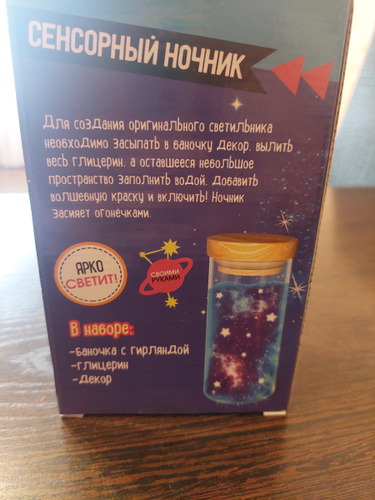 СЕНСОРНЫЙ НОЧНИК
Для создания оригинального светильника
необходимо засыпать в баночку декор, вылить
весь глицерин, а оставшееся небольшое
пространство заполнить водой, добавить
волшебную краску и включить! Ночник
засияет огонёчками.
ЯРКО
СВЕТИТ!
СВОИМИ
РУКАМИ
В наборе:
-баночка с гирляндой
-глицерин
-декор